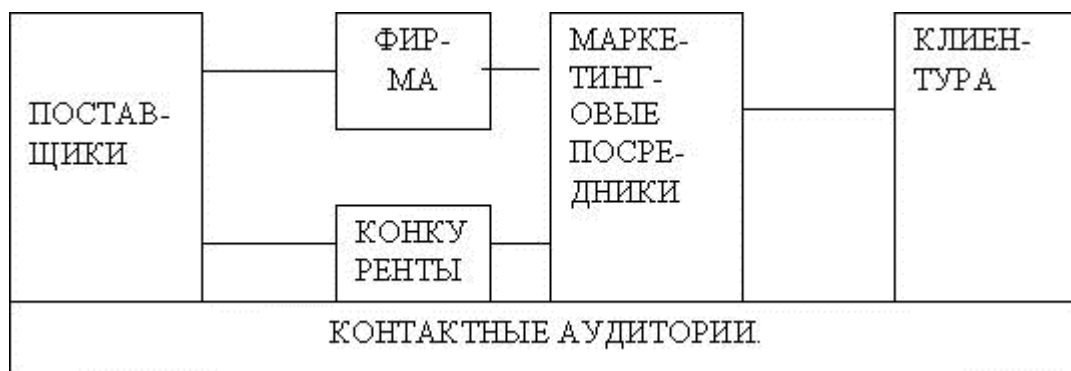 ПОСТАВ-
ЩИКИ
ФИР-
МА
КОНКУ
РЕНТЫ
МАРКЕ-
ТИНГ-
ОВЫЕ
ПОСРЕ-
ДНИКИ
КЛИЕН-
ТУРА
КОНТАКТНЫЕ АУДИТОРИИ.